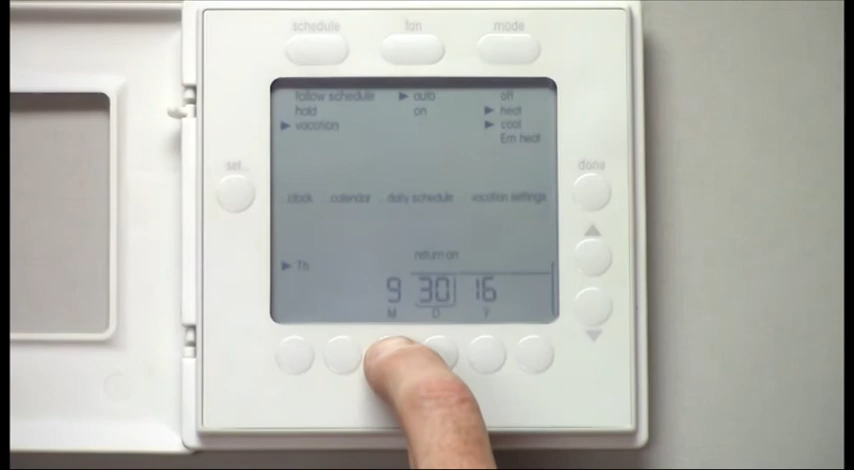 schedule fan mode
follow schedule ▶ auto off
hold on ▶ heat
▶ vacation ▶ cool
Em heat
set... done
clock calendar daily schedule vacation settings
return on
▶ Th
9 30 16
M D Y